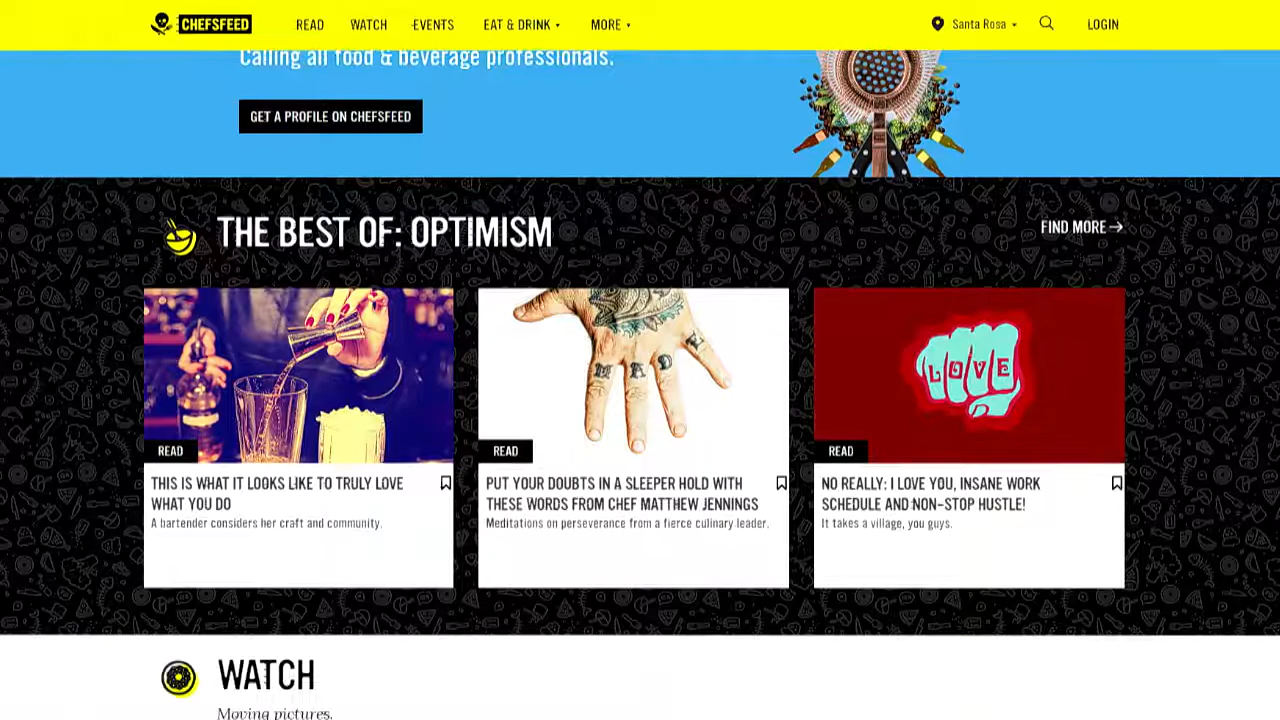 CHEFSFEED
READ WATCH EVENTS EAT & DRINK MORE Santa Rosa LOGIN
Calling all food & beverage professionals.
GET A PROFILE ON CHEFSFEED
THE BEST OF: OPTIMISM
FIND MORE
MADE
LOVE
READ
READ
READ
THIS IS WHAT IT LOOKS LIKE TO TRULY LOVE
WHAT YOU DO
A bartender considers her craft and community.
PUT YOUR DOUBTS IN A SLEEPER HOLD WITH
THESE WORDS FROM CHEF MATTHEW JENNINGS
Meditations on perseverance from a fierce culinary leader.
NO REALLY: I LOVE YOU, INSANE WORK
SCHEDULE AND NON-STOP HUSTLE!
It takes a village, you guys.
WATCH
Moving pictures.